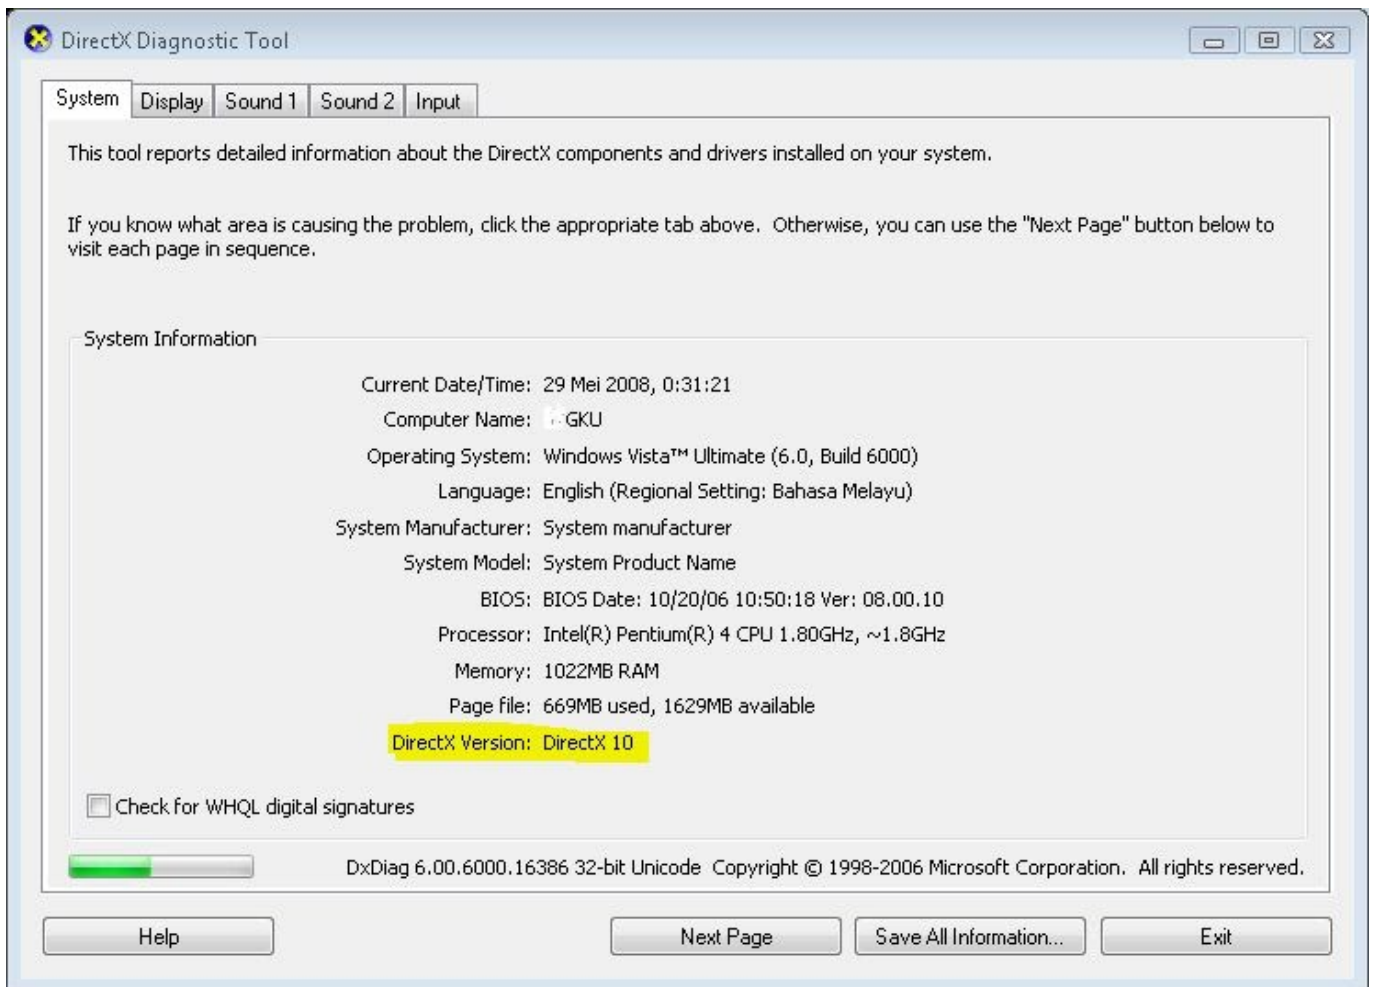 DirectX Diagnostic Tool
System Display Sound 1 Sound 2 Input
This tool reports detailed information about the DirectX components and drivers installed on your system.
If you know what area is causing the problem, click the appropriate tab above.  Otherwise, you can use the "Next Page" button below to
visit each page in sequence.
System Information
Current Date/Time: 29 Mei 2008, 0:31:21
Computer Name: GKU
Operating System: Windows Vista™ Ultimate (6.0, Build 6000)
Language: English (Regional Setting: Bahasa Melayu)
System Manufacturer: System manufacturer
System Model: System Product Name
BIOS: BIOS Date: 10/20/06 10:50:18 Ver: 08.00.10
Processor: Intel(R) Pentium(R) 4 CPU 1.80GHz, ~1.8GHz
Memory: 1022MB RAM
Page file: 669MB used, 1629MB available
DirectX Version: DirectX 10
Check for WHQL digital signatures
DxDiag 6.00.6000.16386 32-bit Unicode  Copyright © 1998-2006 Microsoft Corporation.  All rights reserved.
Help Next Page Save All Information... Exit